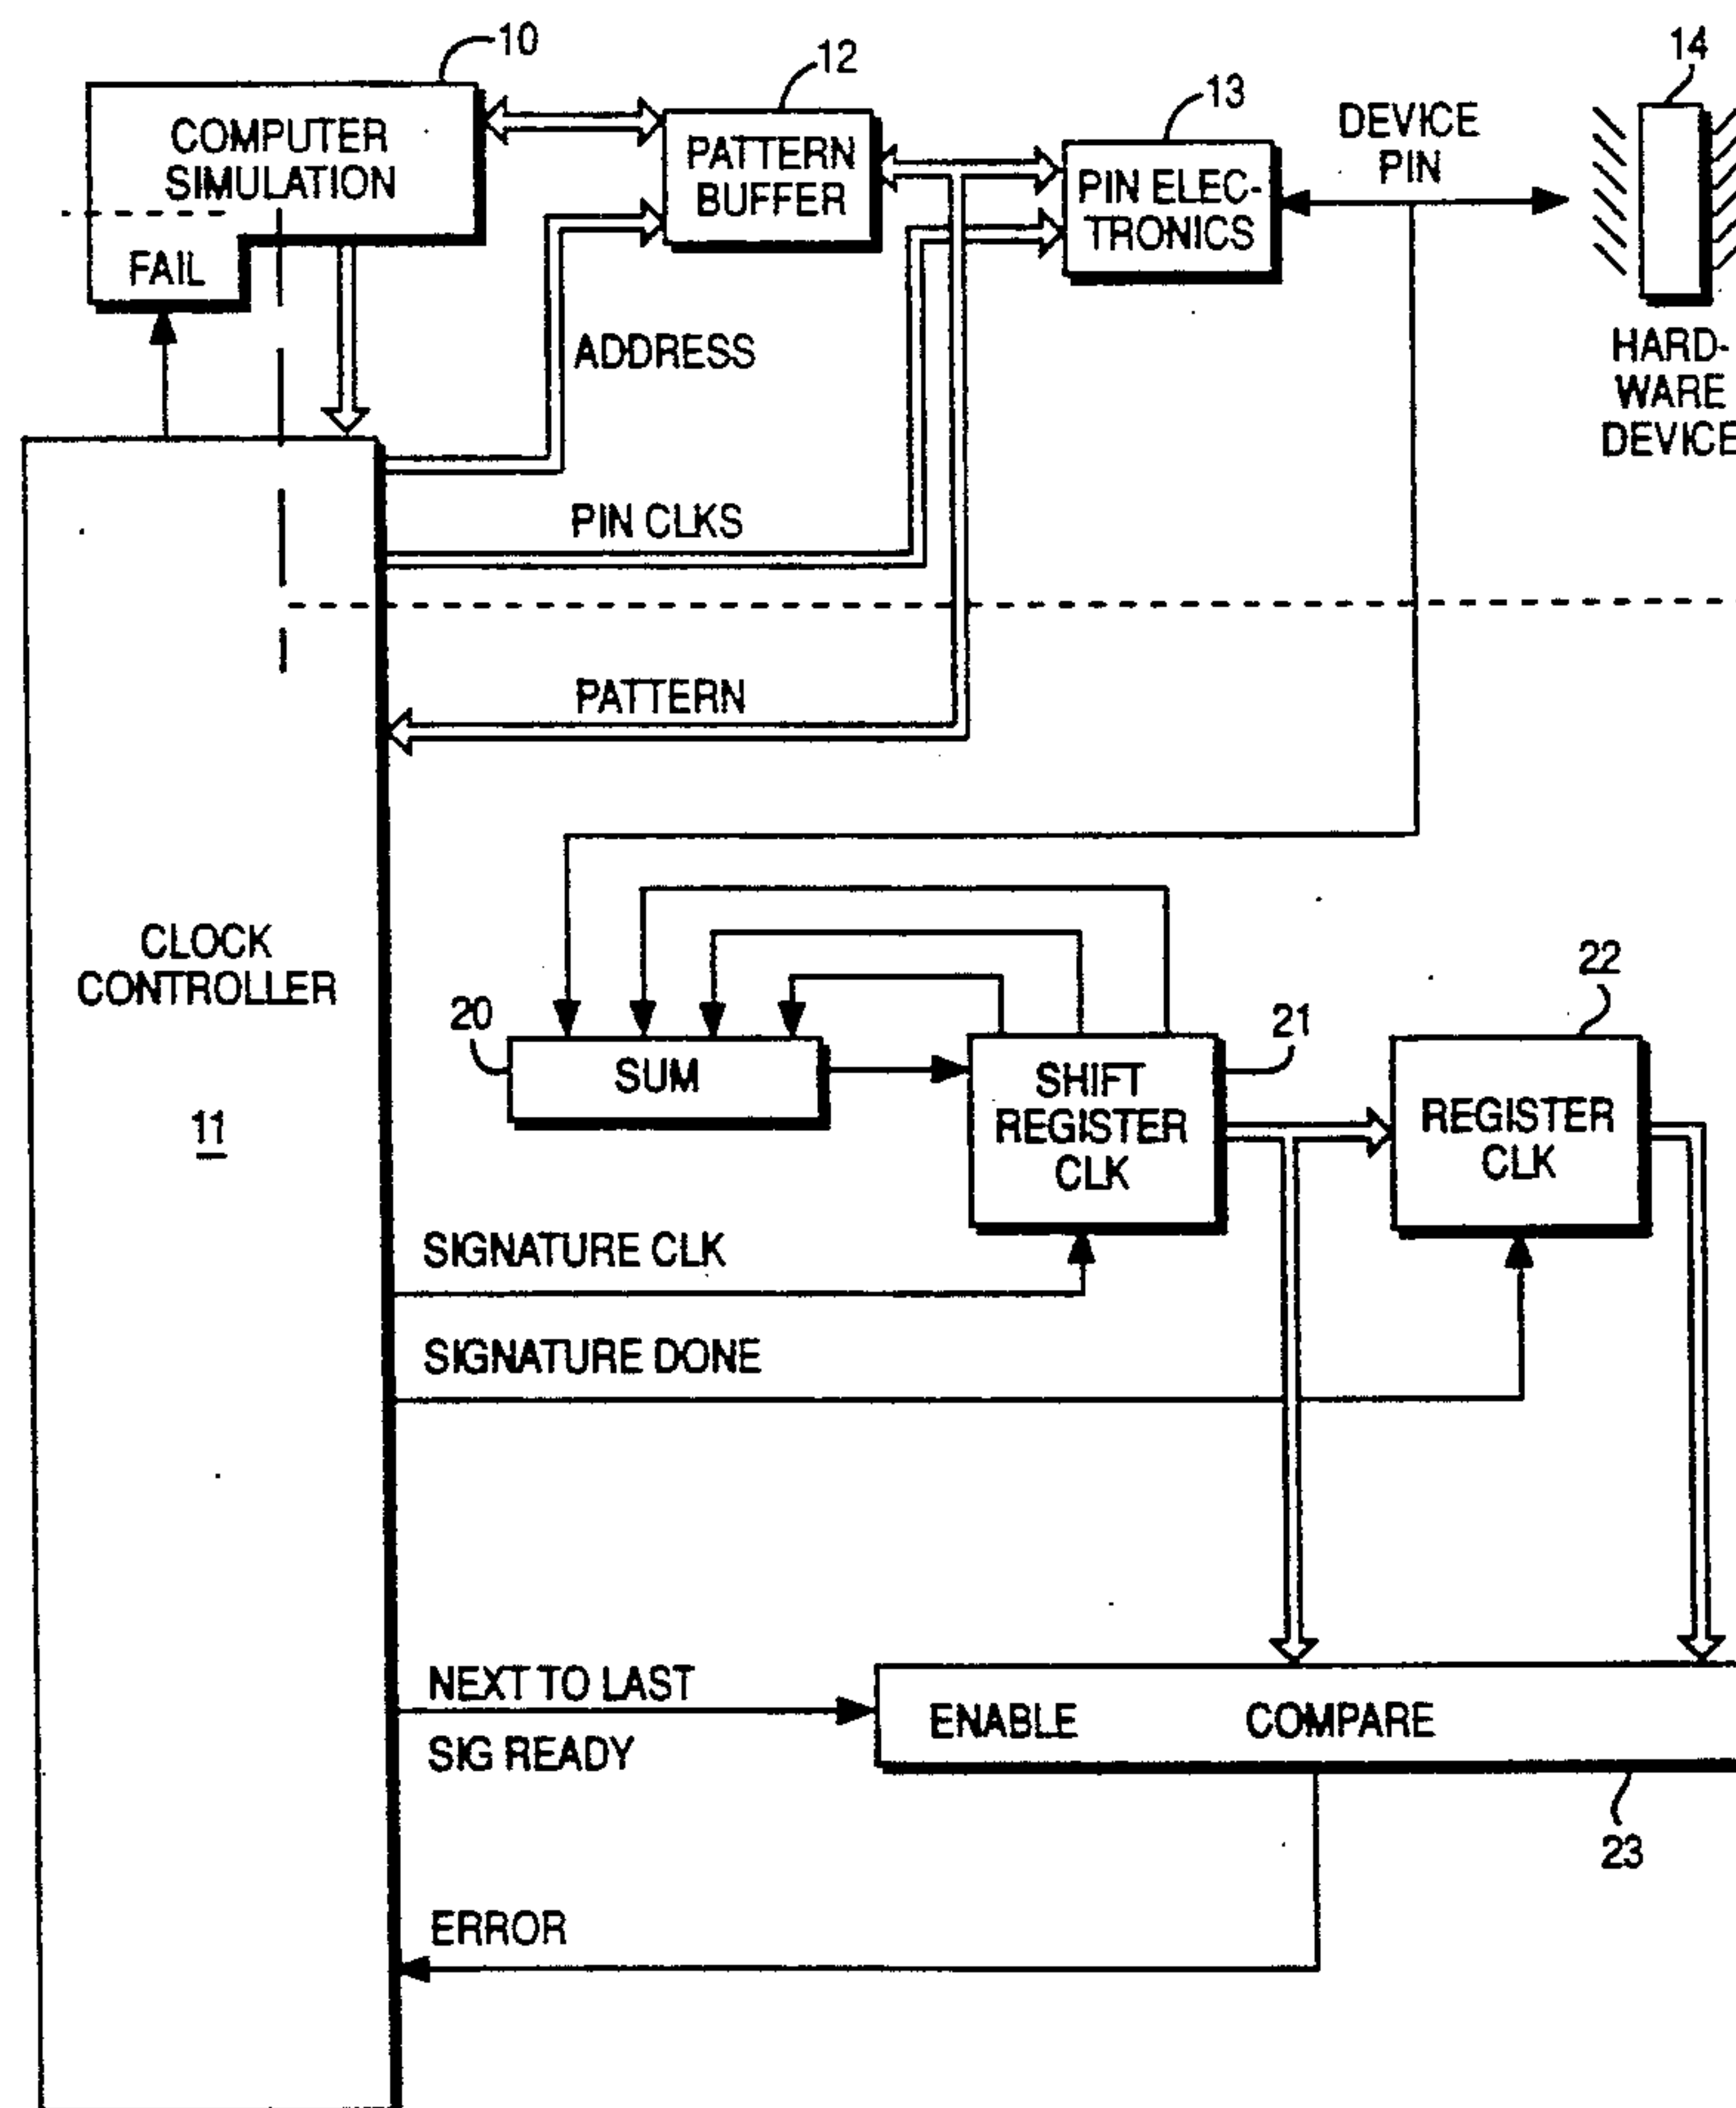 10
12
13
14
COMPUTER
SIMULATION
FAIL
PATTERN
BUFFER
PIN ELEC-
TRONICS
DEVICE
PIN
HARD-
WARE
DEVICE
ADDRESS
PIN CLKS
PATTERN
CLOCK
CONTROLLER
11
20
SUM
21
SHIFT
REGISTER
CLK
22
REGISTER
CLK
SIGNATURE CLK
SIGNATURE DONE
NEXT TO LAST
SIG READY
ENABLE COMPARE
23
ERROR